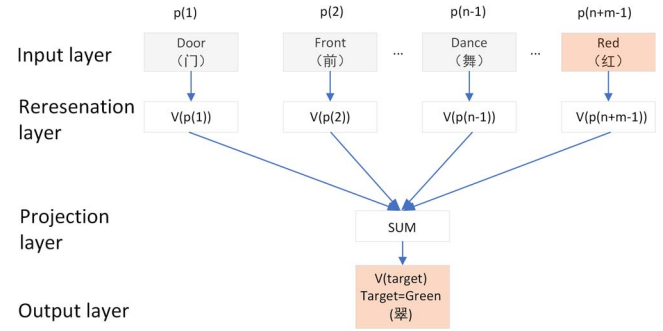 p(1) p(2) p(n-1) p(n+m-1)
Input layer
Door
(门)
Front
(前)
...
Dance
(舞)
...
Red
(红)
Reresenation
layer
V(p(1)) V(p(2)) V(p(n-1)) V(p(n+m-1))
Projection
layer
SUM
Output layer
V(target)
Target=Green
(翠)